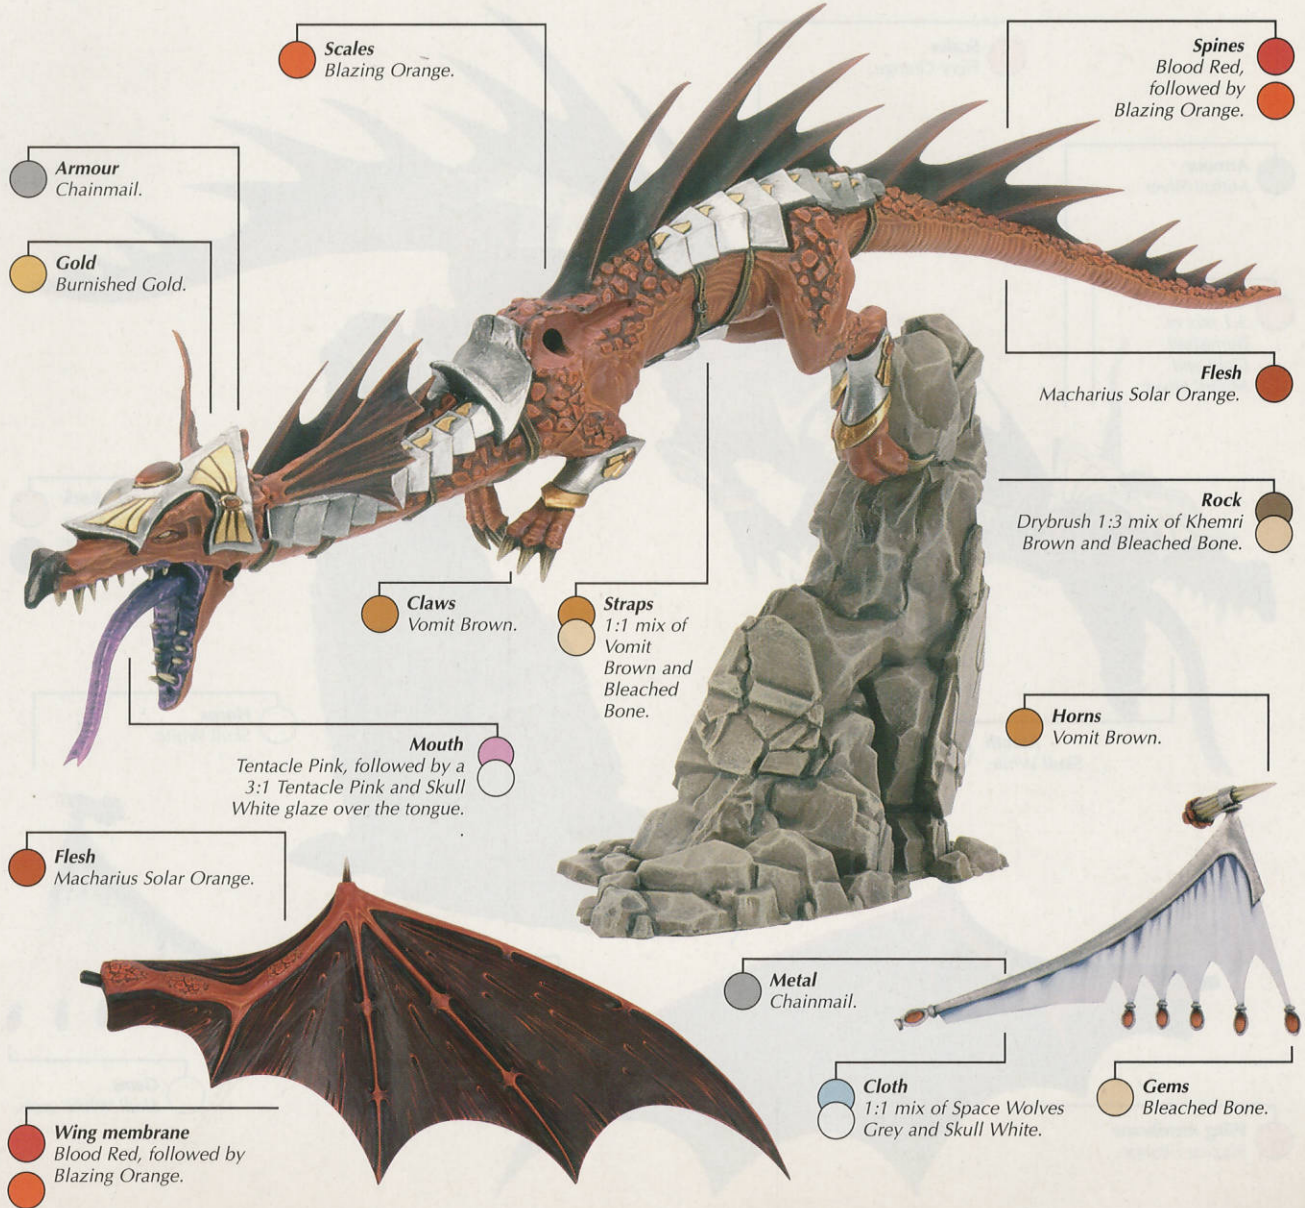 Scales
Blazing Orange.
Spines
Blood Red,
followed by
Blazing Orange.
Armour
Chainmail.
Gold
Burnished Gold.
Flesh
Macharius Solar Orange.
Rock
Drybrush 1:3 mix of Khemri
Brown and Bleached Bone.
Claws
Vomit Brown.
Straps
1:1 mix of
Vomit
Brown and
Bleached
Bone.
Mouth
Tentacle Pink, followed by a
3:1 Tentacle Pink and Skull
White glaze over the tongue.
Horns
Vomit Brown.
Flesh
Macharius Solar Orange.
Metal
Chainmail.
Cloth
1:1 mix of Space Wolves
Grey and Skull White.
Gems
Bleached Bone.
Wing membrane
Blood Red, followed by
Blazing Orange.